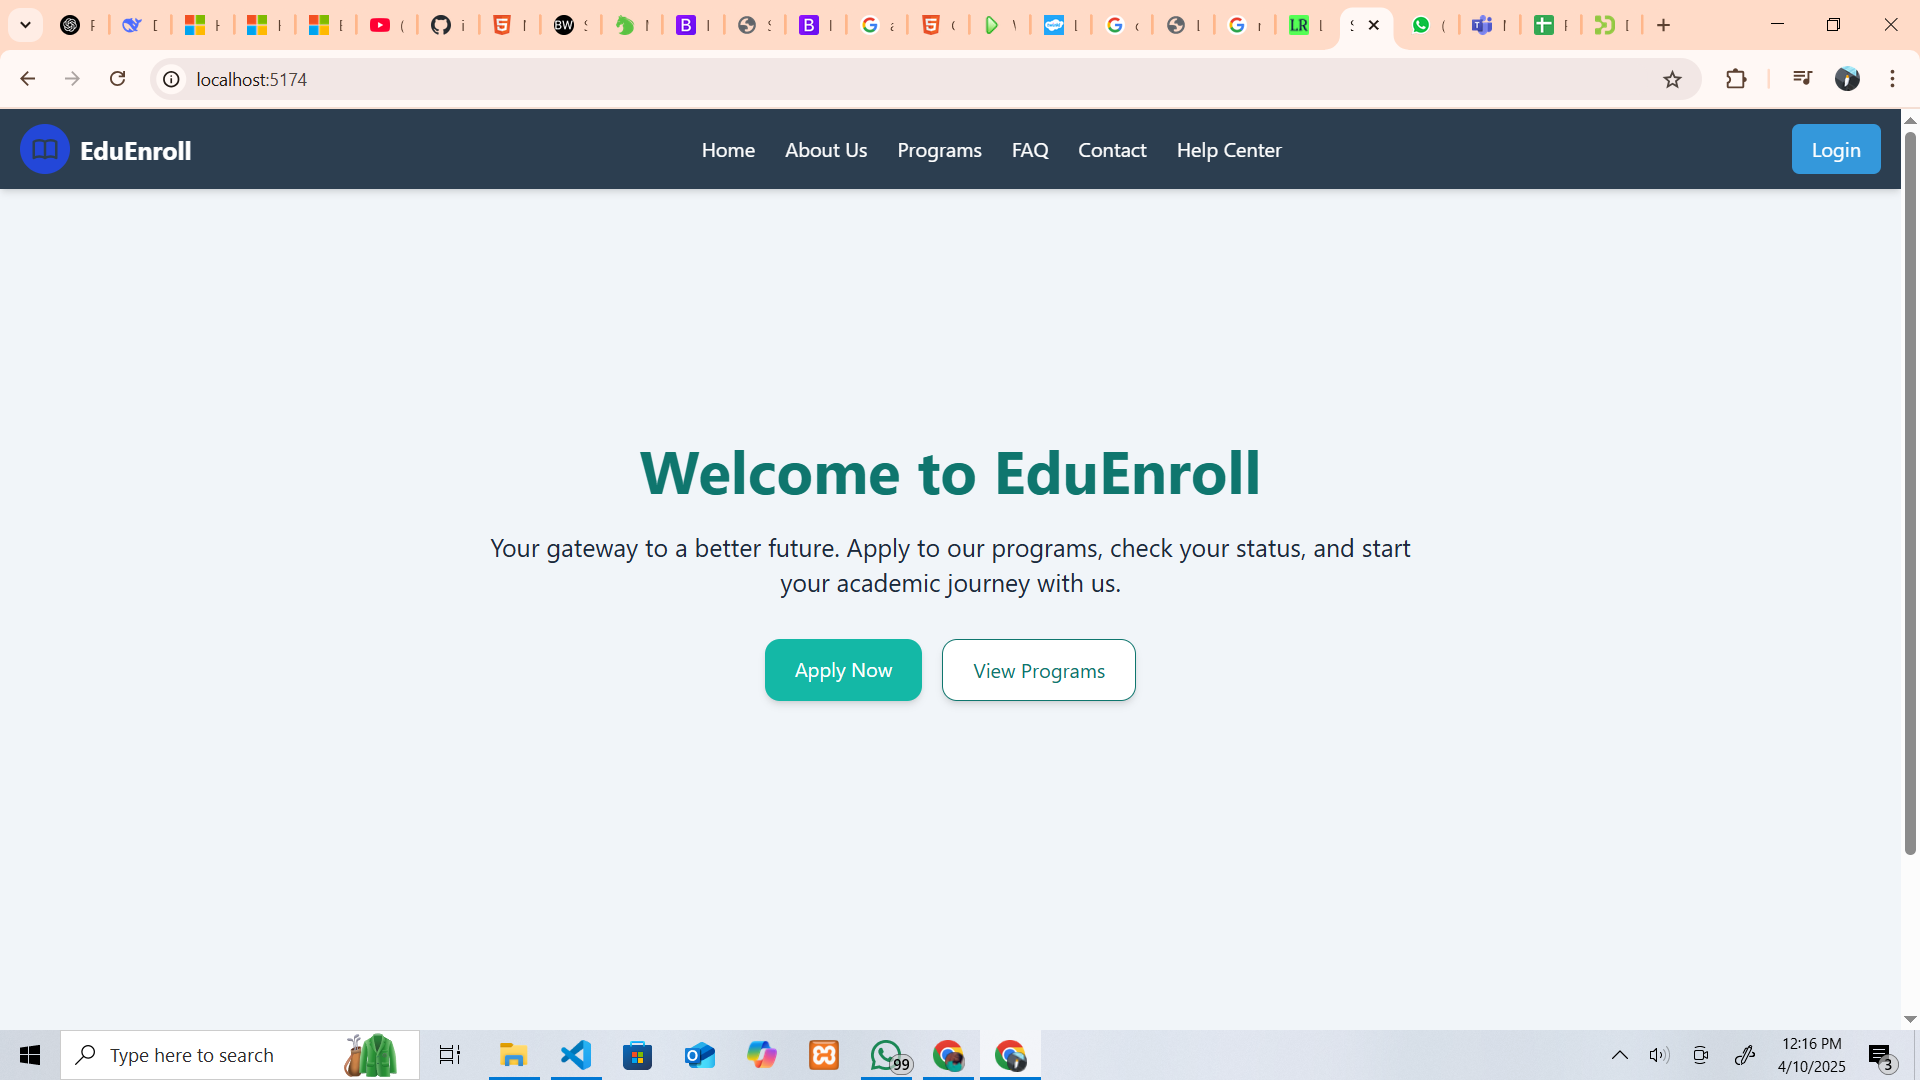 localhost:5174
EduEnroll
Home About Us Programs FAQ Contact Help Center
Login
Welcome to EduEnroll
Your gateway to a better future. Apply to our programs, check your status, and start
your academic journey with us.
Apply Now View Programs
Type here to search
99
12:16 PM
4/10/2025
3